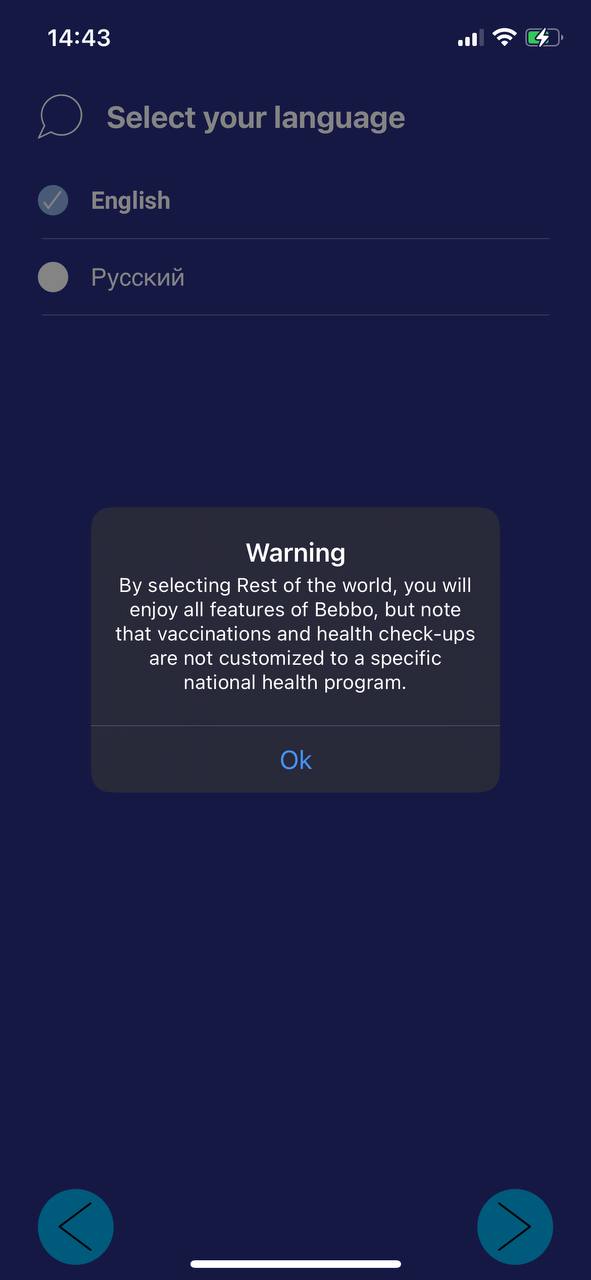 14:43
Select your language
English
Русский
Warning
By selecting Rest of the world, you will
enjoy all features of Bebbo, but note
that vaccinations and health check-ups
are not customized to a specific
national health program.
Ok